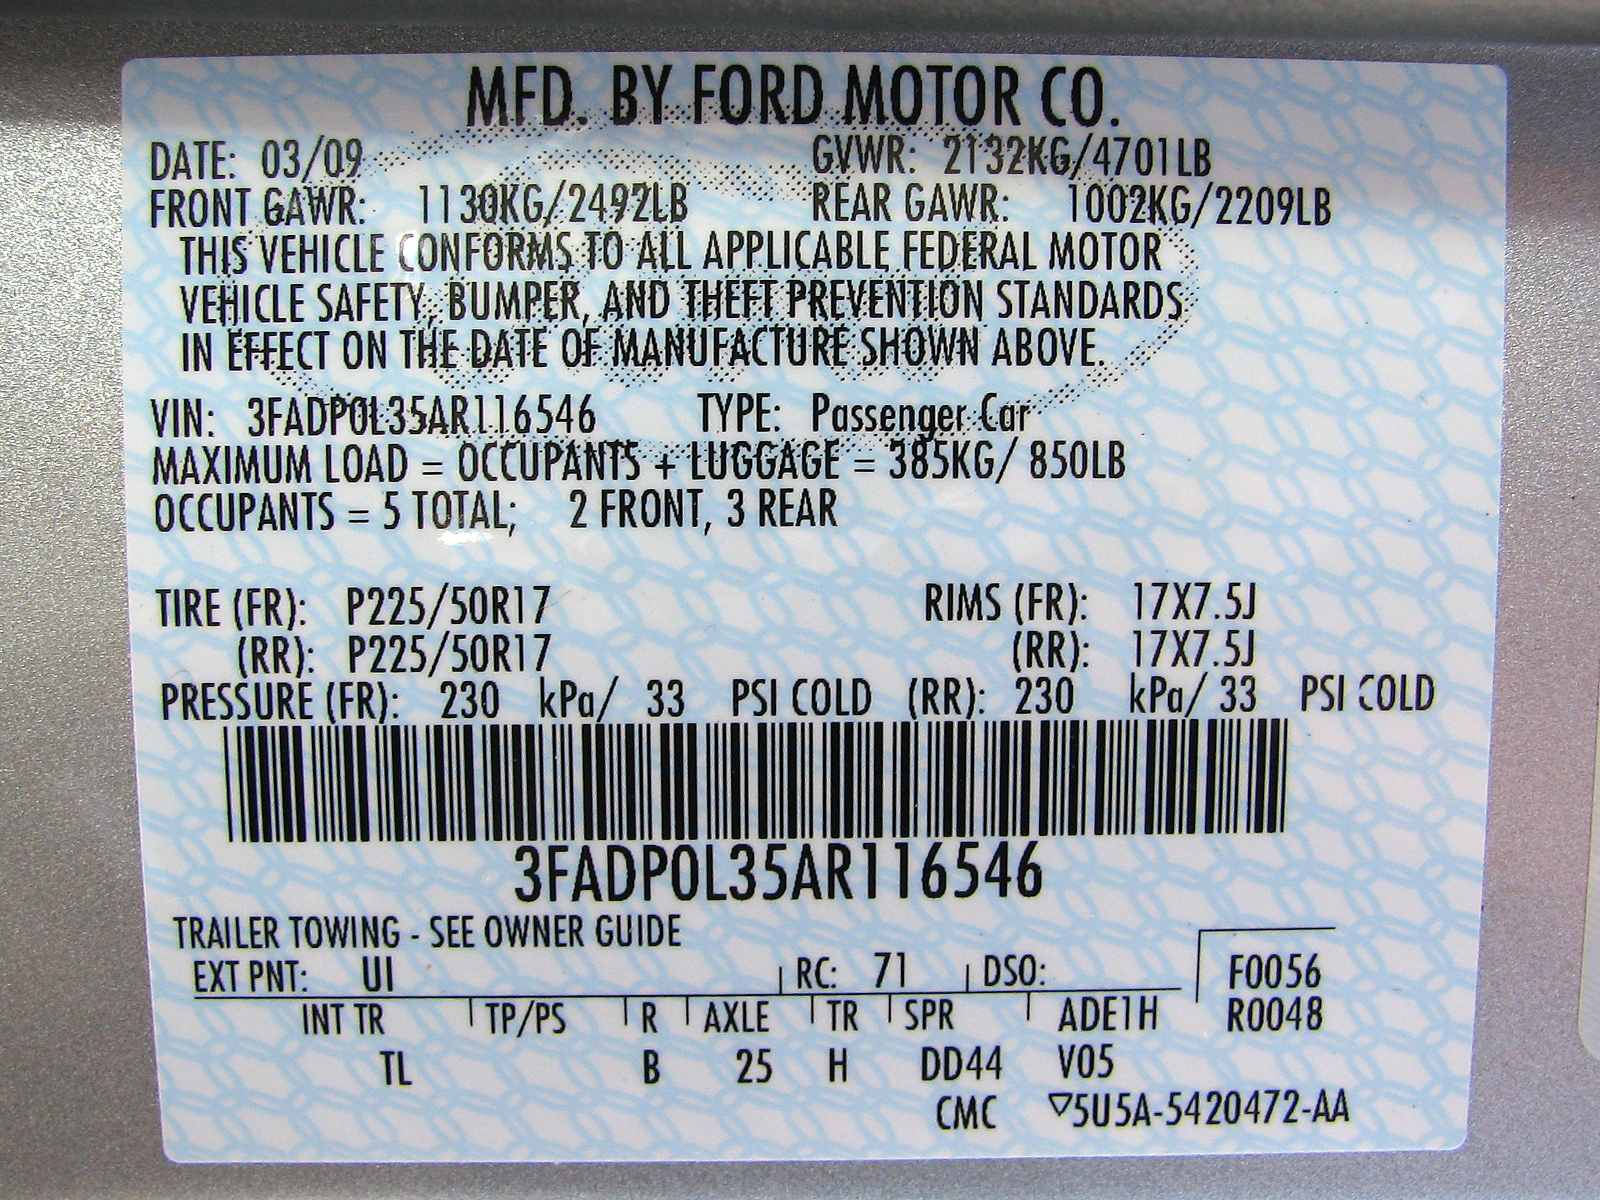 MFD. BY FORD MOTOR CO.
DATE: 03/09 GVWR: 2132KG/4701LB
FRONT GAWR: 1130KG/2492LB REAR GAWR: 1002KG/2209LB
THIS VEHICLE CONFORMS TO ALL APPLICABLE FEDERAL MOTOR
VEHICLE SAFETY, BUMPER, AND THEFT PREVENTION STANDARDS
IN EFFECT ON THE DATE OF MANUFACTURE SHOWN ABOVE.
VIN: 3FADP0L35AR116546 TYPE: Passenger Car
MAXIMUM LOAD = OCCUPANTS + LUGGAGE = 385KG/ 850LB
OCCUPANTS = 5 TOTAL; 2 FRONT, 3 REAR
TIRE (FR): P225/50R17 RIMS (FR): 17X7.5J
(RR): P225/50R17 (RR): 17X7.5J
PRESSURE (FR): 230 kPa/ 33 PSI COLD (RR): 230 kPa/ 33 PSI COLD
3FADP0L35AR116546
TRAILER TOWING - SEE OWNER GUIDE
EXT PNT: UI RC: 71 DSO: F0056
INT TR TP/PS R AXLE TR SPR ADE1H R0048
TL B 25 H DD44 V05
CMC ▽5U5A-5420472-AA